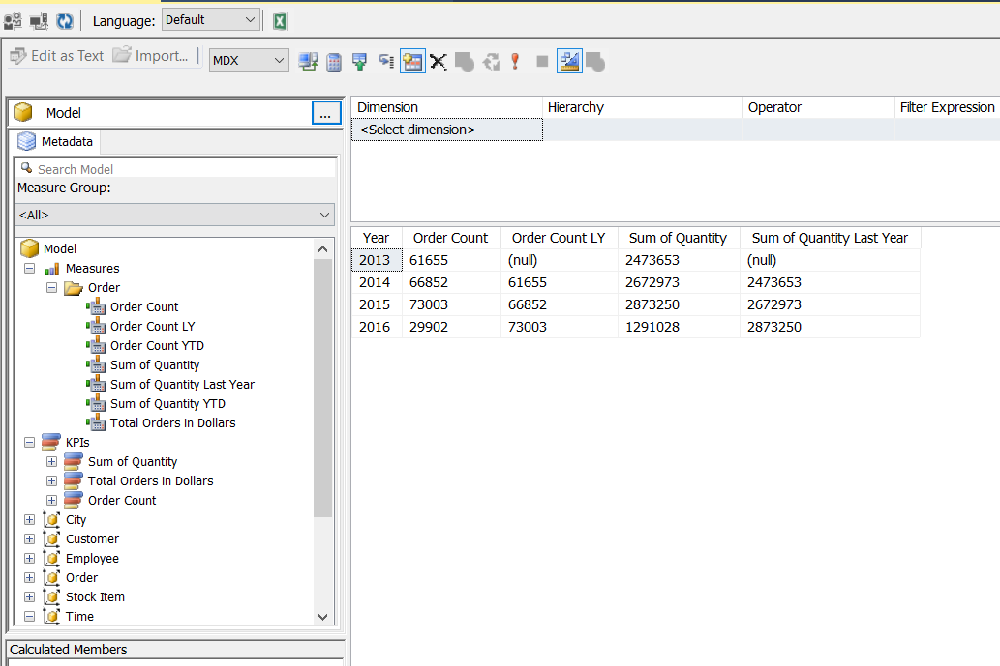 Language: Default
Edit as Text Import... MDX
Model ...
Metadata
Search Model
Measure Group:
<All>
Model
Measures
Order
Order Count
Order Count LY
Order Count YTD
Sum of Quantity
Sum of Quantity Last Year
Sum of Quantity YTD
Total Orders in Dollars
KPIs
Sum of Quantity
Total Orders in Dollars
Order Count
City
Customer
Employee
Order
Stock Item
Time
Calculated Members
Dimension Hierarchy Operator Filter Expression
<Select dimension>
Year Order Count Order Count LY Sum of Quantity Sum of Quantity Last Year
2013 61655 (null) 2473653 (null)
2014 66852 61655 2672973 2473653
2015 73003 66852 2873250 2672973
2016 29902 73003 1291028 2873250